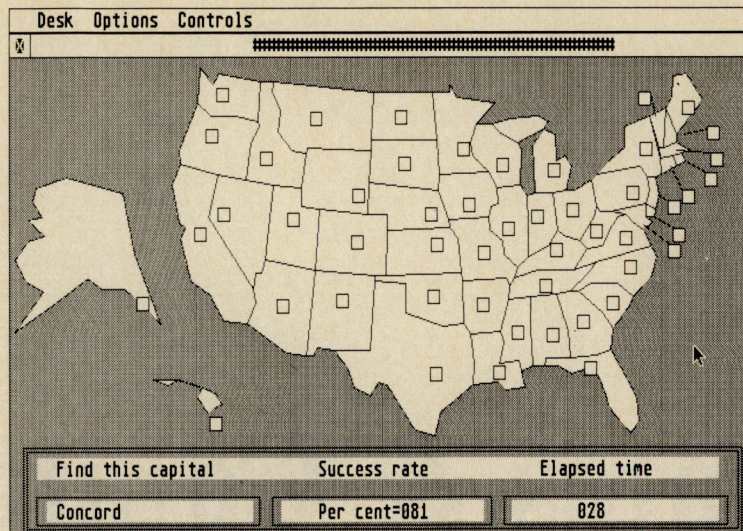 Desk Options Controls
Find this capital Success rate Elapsed time
Concord Per cent=081 028